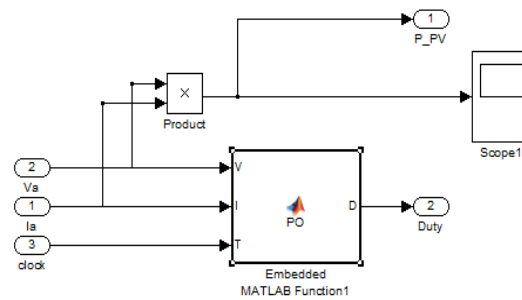 1
P_PV
X
Product
Scope1
2
Va
V
1
Ia
I
PO
D
2
Duty
3
clock
T
Embedded
MATLAB Function1